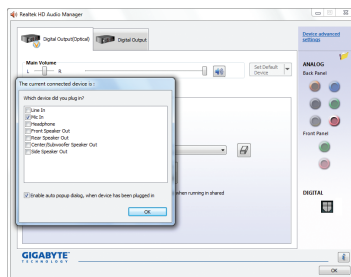 Realtek HD Audio Manager
Digital Output(Optical)
Digital Output
Device advanced settings
Main Volume
L
R
Set Default Device
The current connected device is :
Which device did you plug in?
Line In
Mic In
Headphone
Front Speaker Out
Rear Speaker Out
Center/Subwoofer Speaker Out
Side Speaker Out
Enable auto popup dialog, when device has been plugged in
OK
when running in shared
ANALOG
Back Panel
Front Panel
DIGITAL
GIGABYTE
TECHNOLOGY
OK